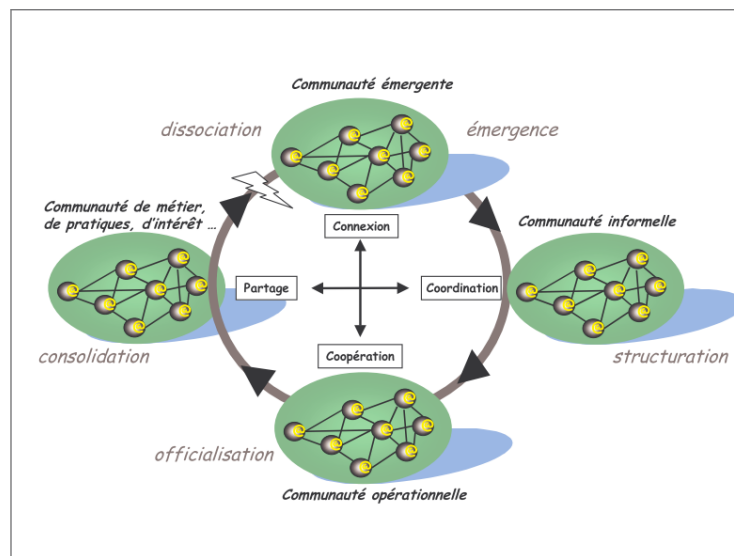 Communauté émergente
dissociation
émergence
Communauté de métier,
de pratiques, d'intérêt ...
Connexion
Communauté informelle
Partage
Coordination
consolidation
Coopération
structuration
officialisation
Communauté opérationnelle